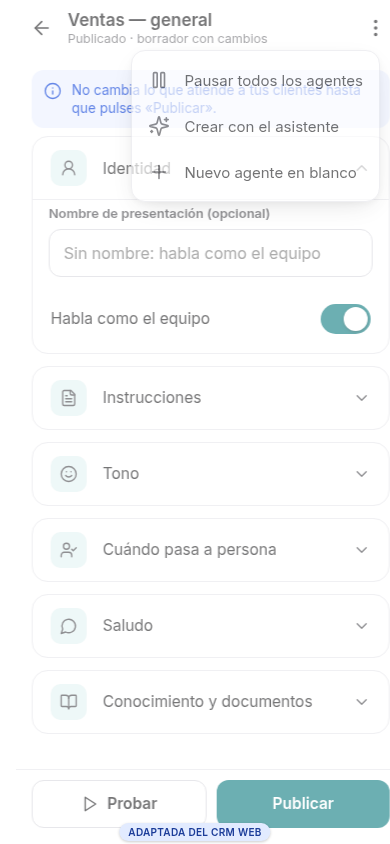 Ventas — general
Publicado · borrador con cambios
Pausar todos los agentes
Crear con el asistente
Nuevo agente en blanco
No cambia lo que atiende a tus clientes hasta
que pulses «Publicar».
Identidad
Nombre de presentación (opcional)
Sin nombre: habla como el equipo
Habla como el equipo
Instrucciones
Tono
Cuándo pasa a persona
Saludo
Conocimiento y documentos
Probar
Publicar
ADAPTADA DEL CRM WEB